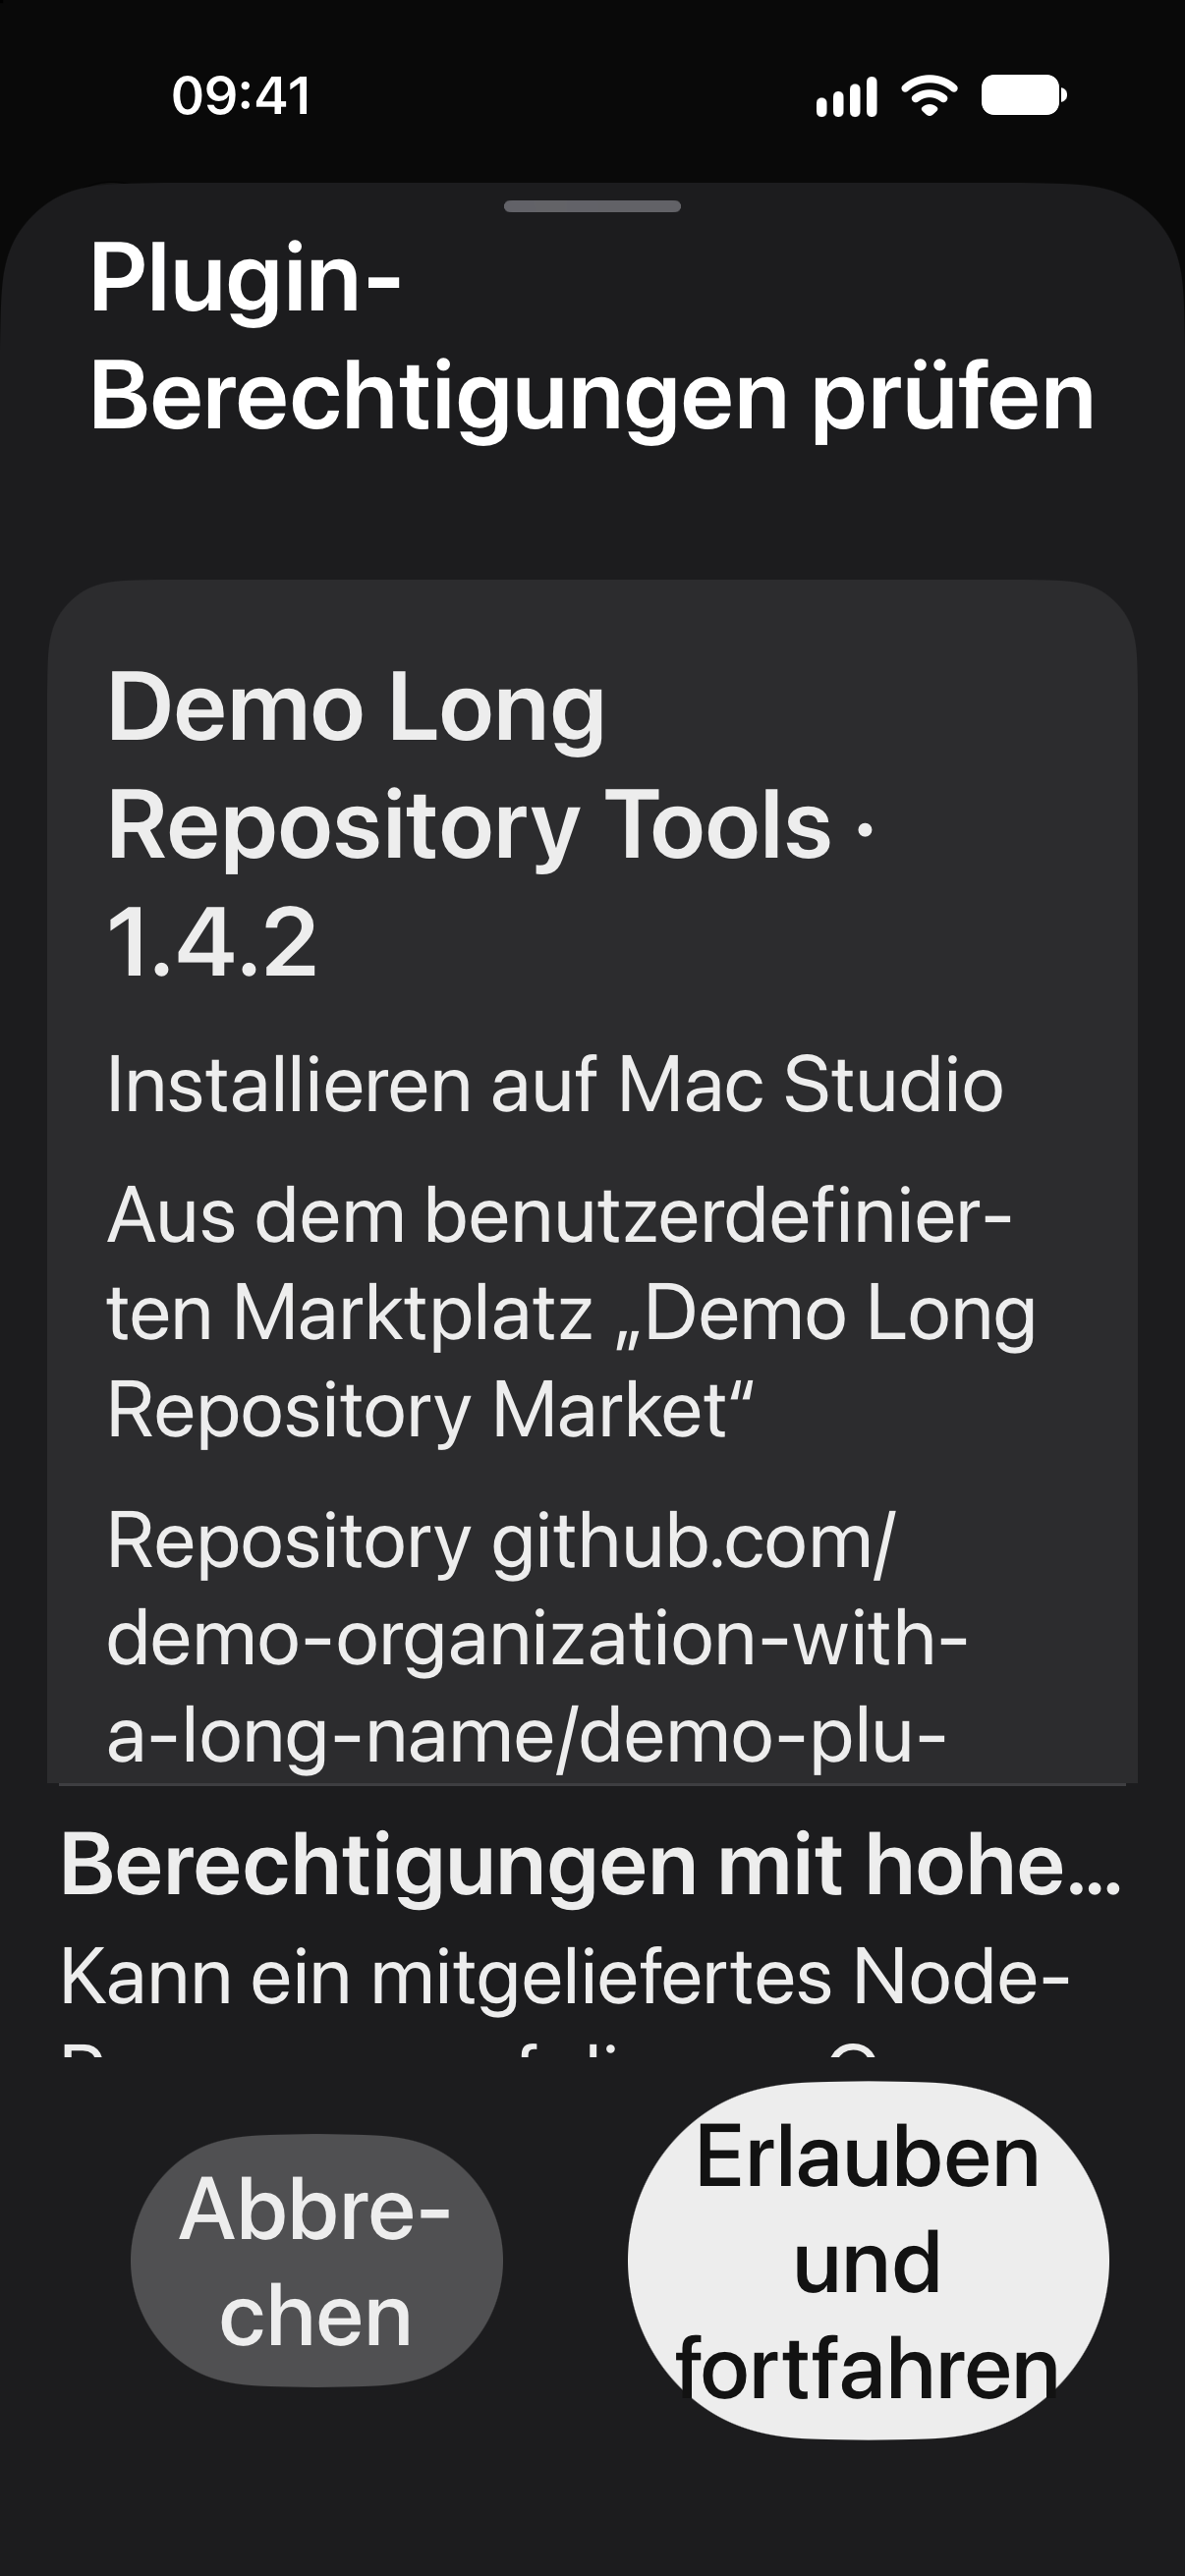 09:41
Plugin-
Berechtigungen prüfen
Demo Long
Repository Tools ·
1.4.2
Installieren auf Mac Studio
Aus dem benutzerdefinier-
ten Marktplatz „Demo Long
Repository Market“
Repository github.com/
demo-organization-with-
a-long-name/demo-plu-
Berechtigungen mit hohe…
Kann ein mitgeliefertes Node-
Abbre-
chen
Erlauben
und
fortfahren